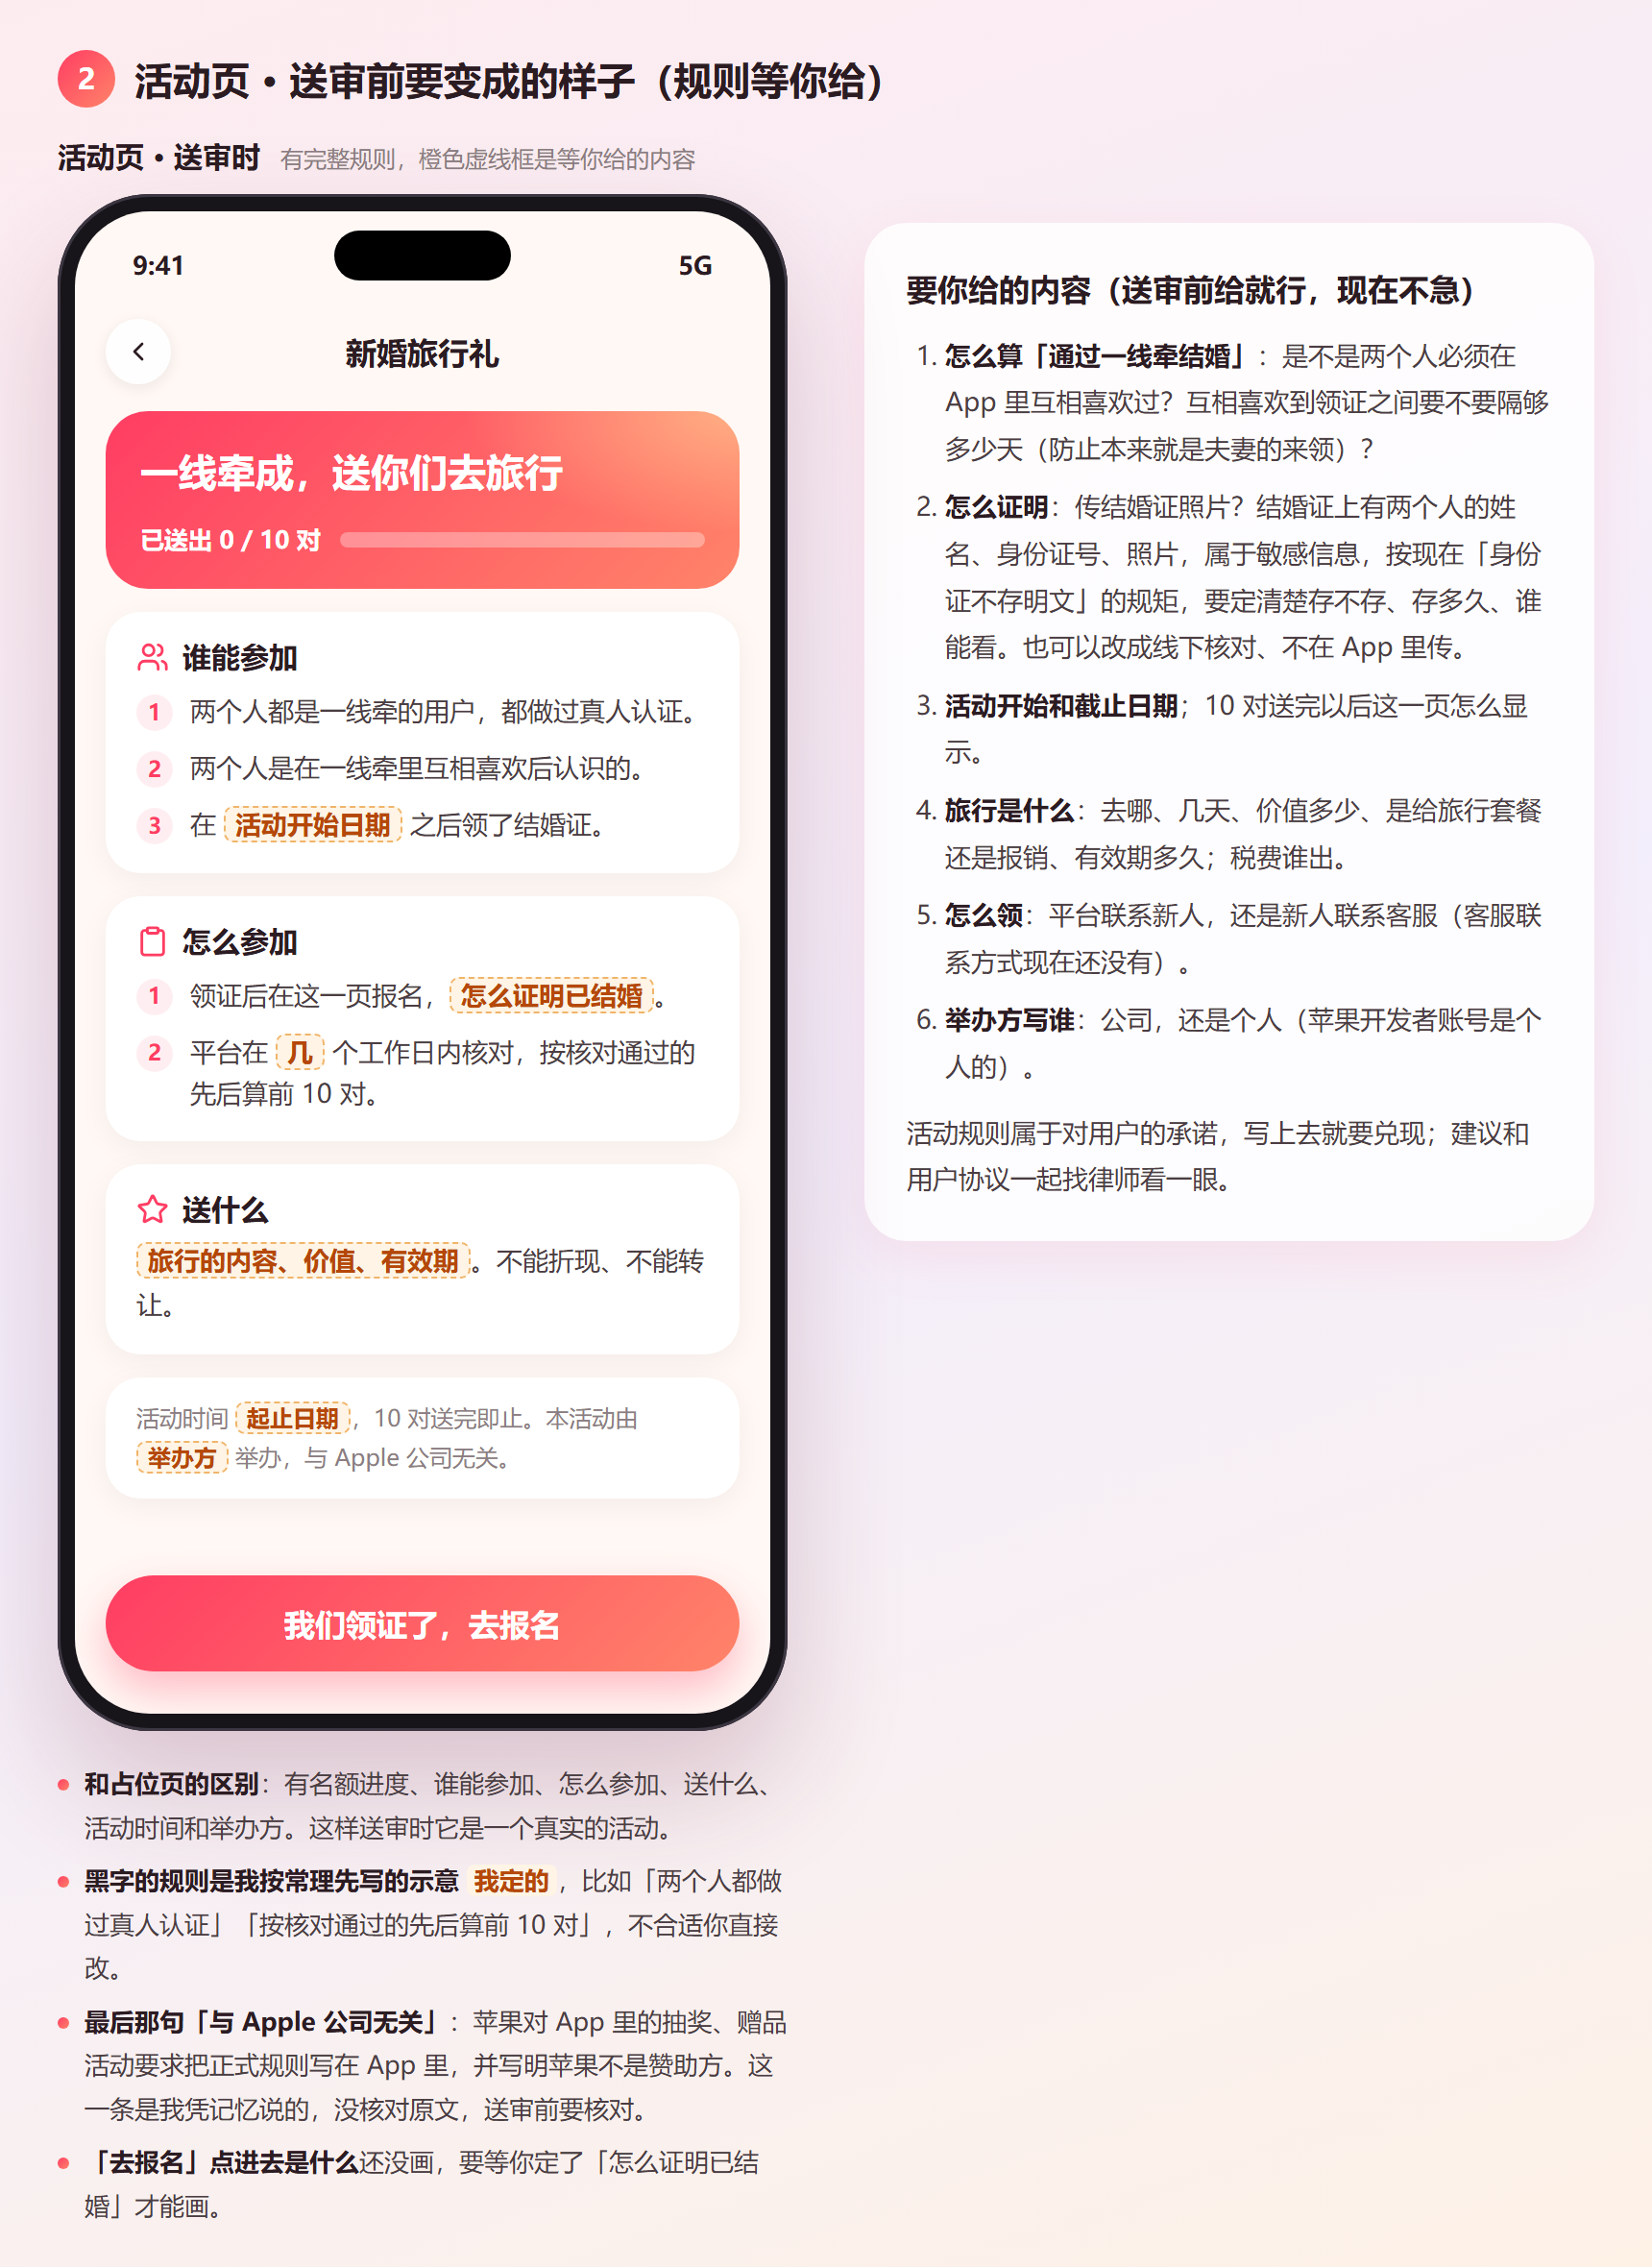 2 活动页 • 送审前要变成的样子（规则等你给）
活动页 • 送审时 有完整规则，橙色虚线框是等你给的内容
9:41 5G
新婚旅行礼
一线牵成，送你们去旅行
已送出 0 / 10 对
谁能参加
1 两个人都是一线牵的用户，都做过真人认证。
2 两个人是在一线牵里互相喜欢后认识的。
3 在 活动开始日期 之后领了结婚证。
怎么参加
1 领证后在这一页报名，怎么证明已结婚。
2 平台在 几 个工作日内核对，按核对通过的
先后算前 10 对。
送什么
旅行的内容、价值、有效期。不能折现、不能转
让。
活动时间 起止日期，10 对送完即止。本活动由
举办方 举办，与 Apple 公司无关。
我们领证了，去报名
• 和占位页的区别：有名额进度、谁能参加、怎么参加、送什么、
活动时间和举办方。这样送审时它是一个真实的活动。
• 黑字的规则是我按常理先写的示意 我定的，比如「两个人都做
过真人认证」「按核对通过的先后算前 10 对」，不合适你直接
改。
• 最后那句「与 Apple 公司无关」：苹果对 App 里的抽奖、赠品
活动要求把正式规则写在 App 里，并写明苹果不是赞助方。这
一条是我凭记忆说的，没核对原文，送审前要核对。
• 「去报名」点进去是什么还没画，要等你定了「怎么证明已结
婚」才能画。
要你给的内容（送审前给就行，现在不急）
1. 怎么算「通过一线牵结婚」：是不是两个人必须在
App 里互相喜欢过？互相喜欢到领证之间要不要隔够
多少天（防止本来就是夫妻的来领）？
2. 怎么证明：传结婚证照片？结婚证上有两个人的姓
名、身份证号、照片，属于敏感信息，按现在「身份
证不存明文」的规矩，要定清楚存不存、存多久、谁
能看。也可以改成线下核对、不在 App 里传。
3. 活动开始和截止日期；10 对送完以后这一页怎么显
示。
4. 旅行是什么：去哪、几天、价值多少、是给旅行套餐
还是报销、有效期多久；税费谁出。
5. 怎么领：平台联系新人，还是新人联系客服（客服联
系方式现在还没有）。
6. 举办方写谁：公司，还是个人（苹果开发者账号是个
人的）。
活动规则属于对用户的承诺，写上去就要兑现；建议和
用户协议一起找律师看一眼。